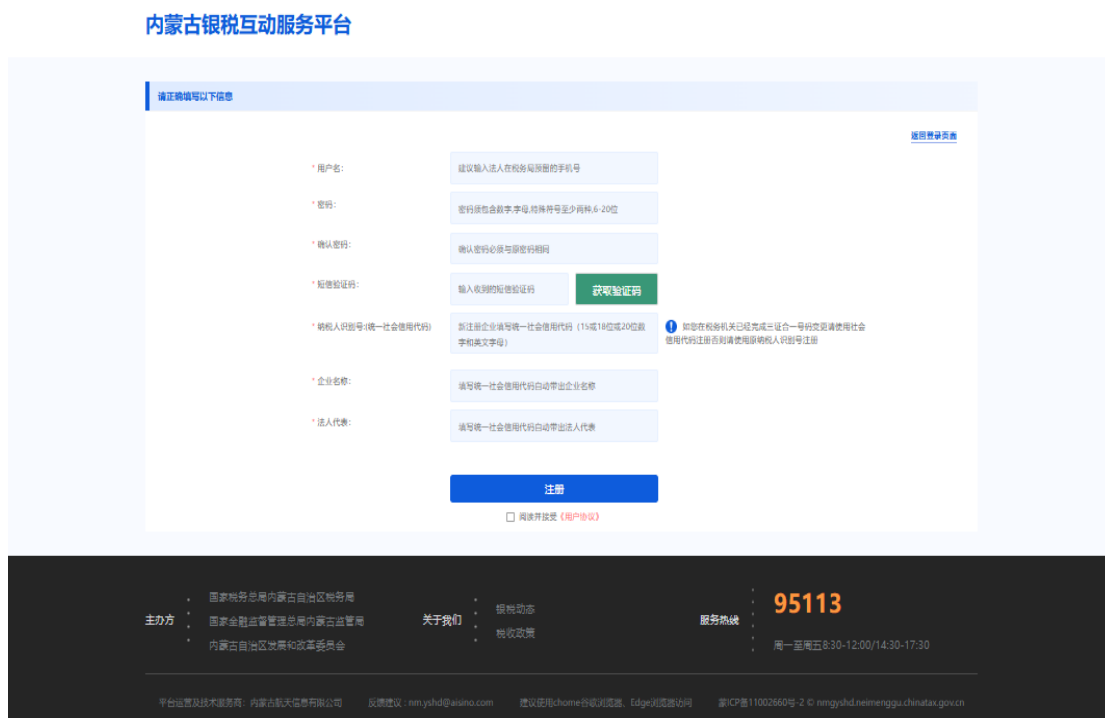 内蒙古银税互动服务平台
请正确填写以下信息
返回登录页面
* 用户名: 建议输入法人在税务局预留的手机号
* 密码: 密码须包含数字,字母,特殊符号至少两种,6-20位
* 确认密码: 确认密码必须与原密码相同
* 短信验证码: 输入收到的短信验证码 获取验证码
* 纳税人识别号:(统一社会信用代码) 新注册企业填写统一社会信用代码（15或18位或20位数
字和英文字母）
! 如您在税务机关已经完成三证合一号码变更请使用社会
信用代码注册否则请使用原纳税人识别号注册
* 企业名称: 填写统一社会信用代码自动带出企业名称
* 法人代表: 填写统一社会信用代码自动带出法人代表
注册
阅读并接受《用户协议》
主办方
国家税务总局内蒙古自治区税务局
国家金融监督管理总局内蒙古监管局
内蒙古自治区发展和改革委员会
关于我们
银税动态
税收政策
服务热线
95113
周一至周五8:30-12:00/14:30-17:30
平台运营及技术服务商：内蒙古航天信息有限公司 反馈建议 : nm.yshd@aisino.com 建议使用chome谷歌浏览器、Edge浏览器访问 蒙ICP备11002660号-2 © nmgyshd.neimenggu.chinatax.gov.cn